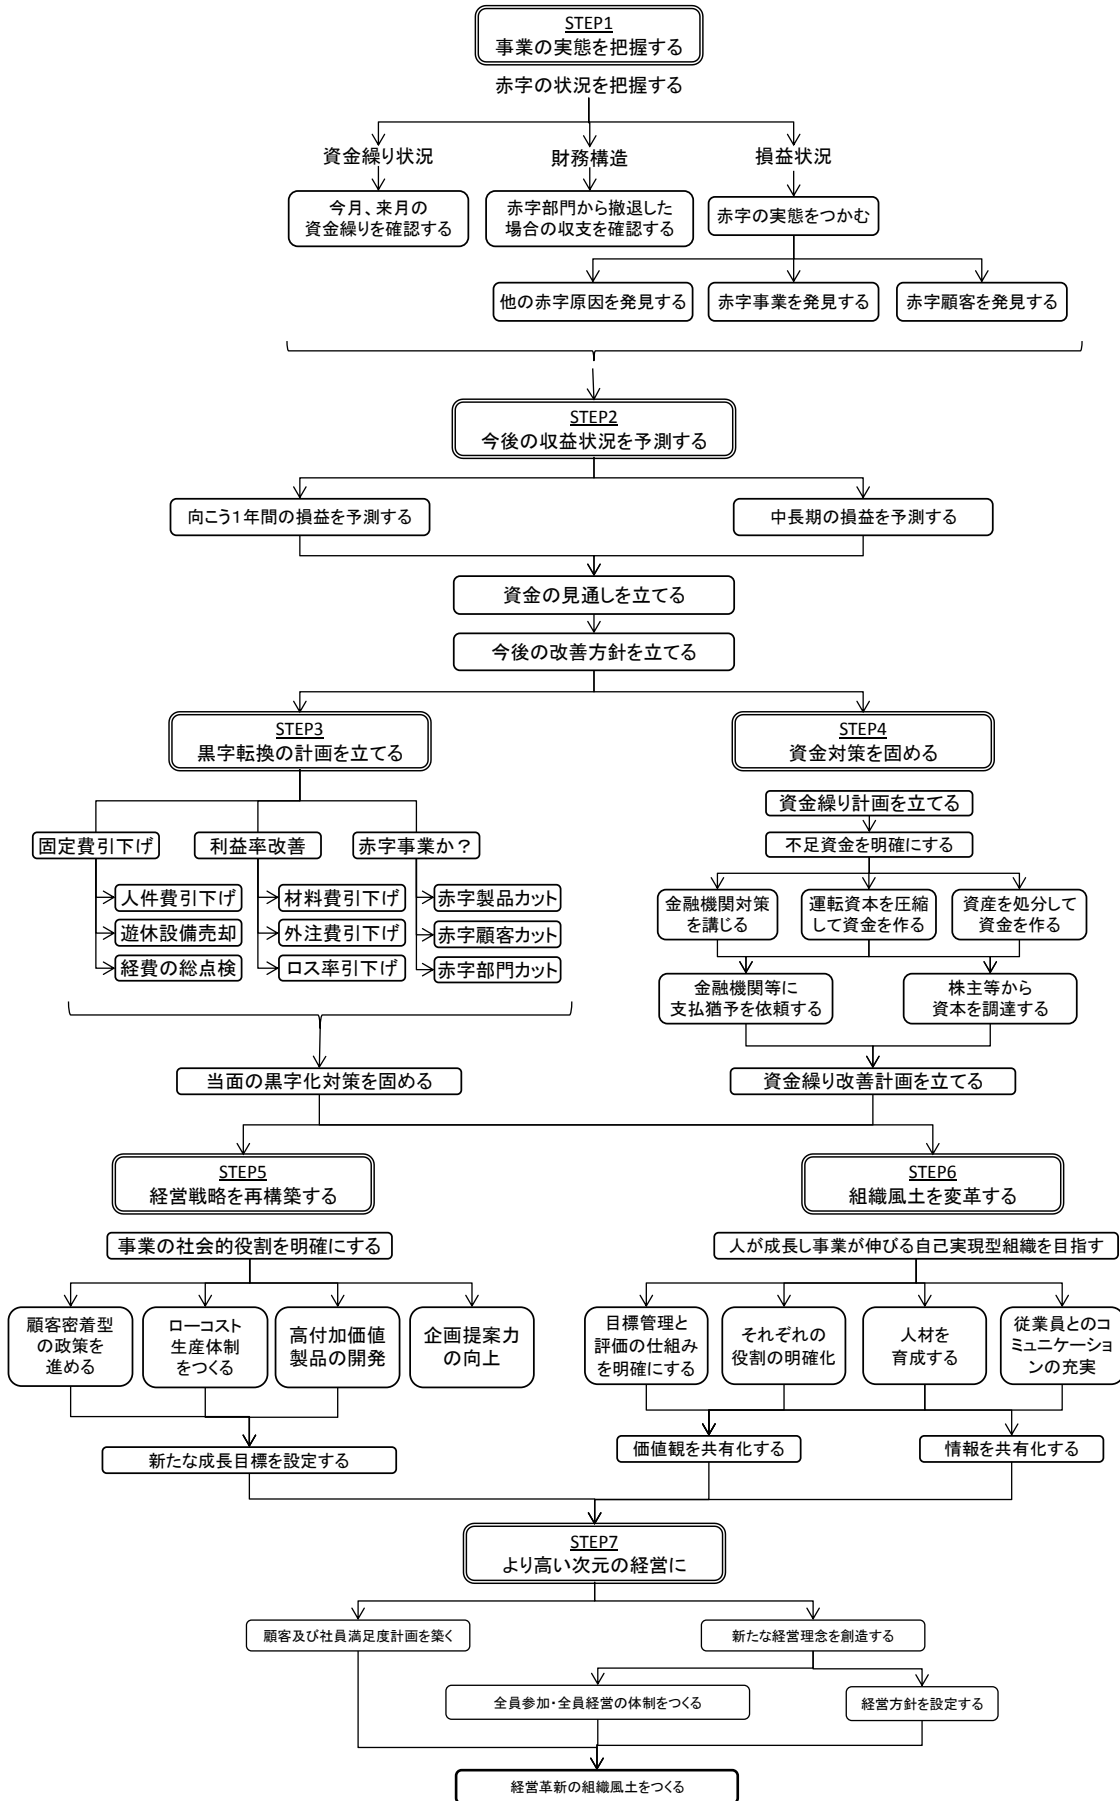 STEP1
事業の実態を把握する
赤字の状況を把握する
資金繰り状況
財務構造
損益状況
今月、来月の
資金繰りを確認する
赤字部門から撤退した
場合の収支を確認する
赤字の実態をつかむ
他の赤字原因を発見する
赤字事業を発見する
赤字顧客を発見する
STEP2
今後の収益状況を予測する
向こう1年間の損益を予測する
中長期の損益を予測する
資金の見通しを立てる
今後の改善方針を立てる
STEP3
黒字転換の計画を立てる
STEP4
資金対策を固める
固定費引下げ
利益率改善
赤字事業か?
人件費引下げ
遊休設備売却
経費の総点検
材料費引下げ
外注費引下げ
ロス率引下げ
赤字製品カット
赤字顧客カット
赤字部門カット
資金繰り計画を立てる
不足資金を明確にする
金融機関対策
を講じる
運転資本を圧縮
して資金を作る
資産を処分して
資金を作る
金融機関等に
支払猶予を依頼する
株主等から
資本を調達する
当面の黒字化対策を固める
資金繰り改善計画を立てる
STEP5
経営戦略を再構築する
STEP6
組織風土を変革する
事業の社会的役割を明確にする
人が成長し事業が伸びる自己実現型組織を目指す
顧客密着型
の政策を
進める
ローコスト
生産体制
をつくる
高付加価値
製品の開発
企画提案力
の向上
目標管理と
評価の仕組み
を明確にする
それぞれの
役割の明確化
人材を
育成する
従業員とのコ
ミュニケーショ
ンの充実
新たな成長目標を設定する
価値観を共有化する
情報を共有化する
STEP7
より高い次元の経営に
顧客及び社員満足度計画を築く
新たな経営理念を創造する
全員参加・全員経営の体制をつくる
経営方針を設定する
経営革新の組織風土をつくる